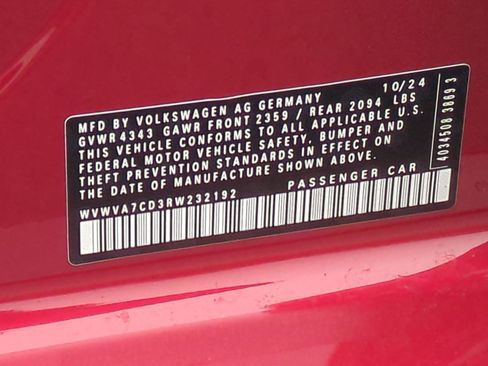 MFD BY VOLKSWAGEN AG GERMANY 10/24
GVWR4343 GAWR FRONT 2359 / REAR 2094 LBS
THIS VEHICLE CONFORMS TO ALL APPLICABLE U.S.
FEDERAL MOTOR VEHICLE SAFETY, BUMPER AND
THEFT PREVENTION STANDARDS IN EFFECT ON
THE DATE OF MANUFACTURE SHOWN ABOVE.
WVWVA7CD3RW232192 PASSENGER CAR
4034508 3869 3